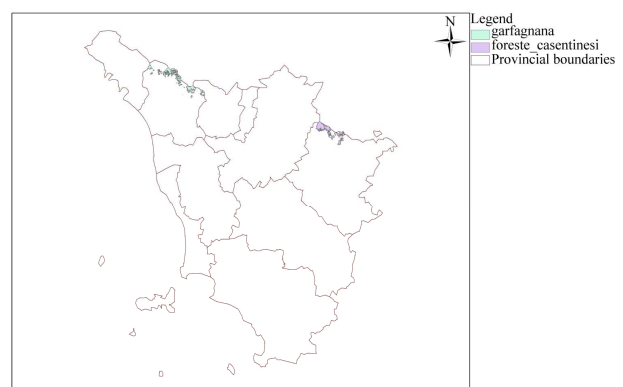 N
Legend
garfagnana
foreste_casentinesi
Provincial boundaries